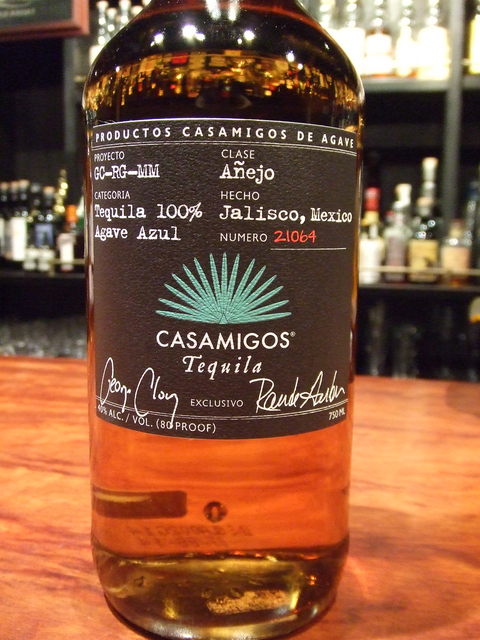 PRODUCTOS CASAMIGOS DE AGAVE
PROYECTO
GC-RG-MM
CLASE
Añejo
CATEGORIA
Tequila 100%
Agave Azul
HECHO
Jalisco, Mexico
NUMERO 21064
CASAMIGOS®
Tequila
EXCLUSIVO
40% ALC. / VOL. (80 PROOF)
750 ML